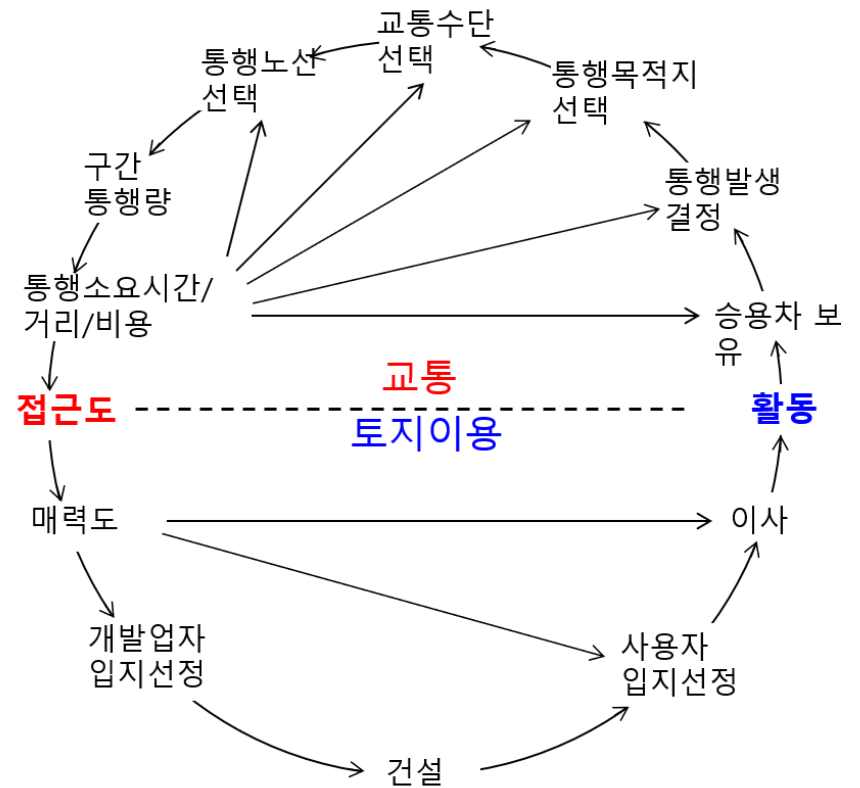 교통수단
선택
통행노선
선택
통행목적지
선택
구간
통행량
통행발생
결정
통행소요시간/
거리/비용
승용차 보
유
교통
접근도
활동
토지이용
매력도
이사
개발업자
입지선정
사용자
입지선정
건설